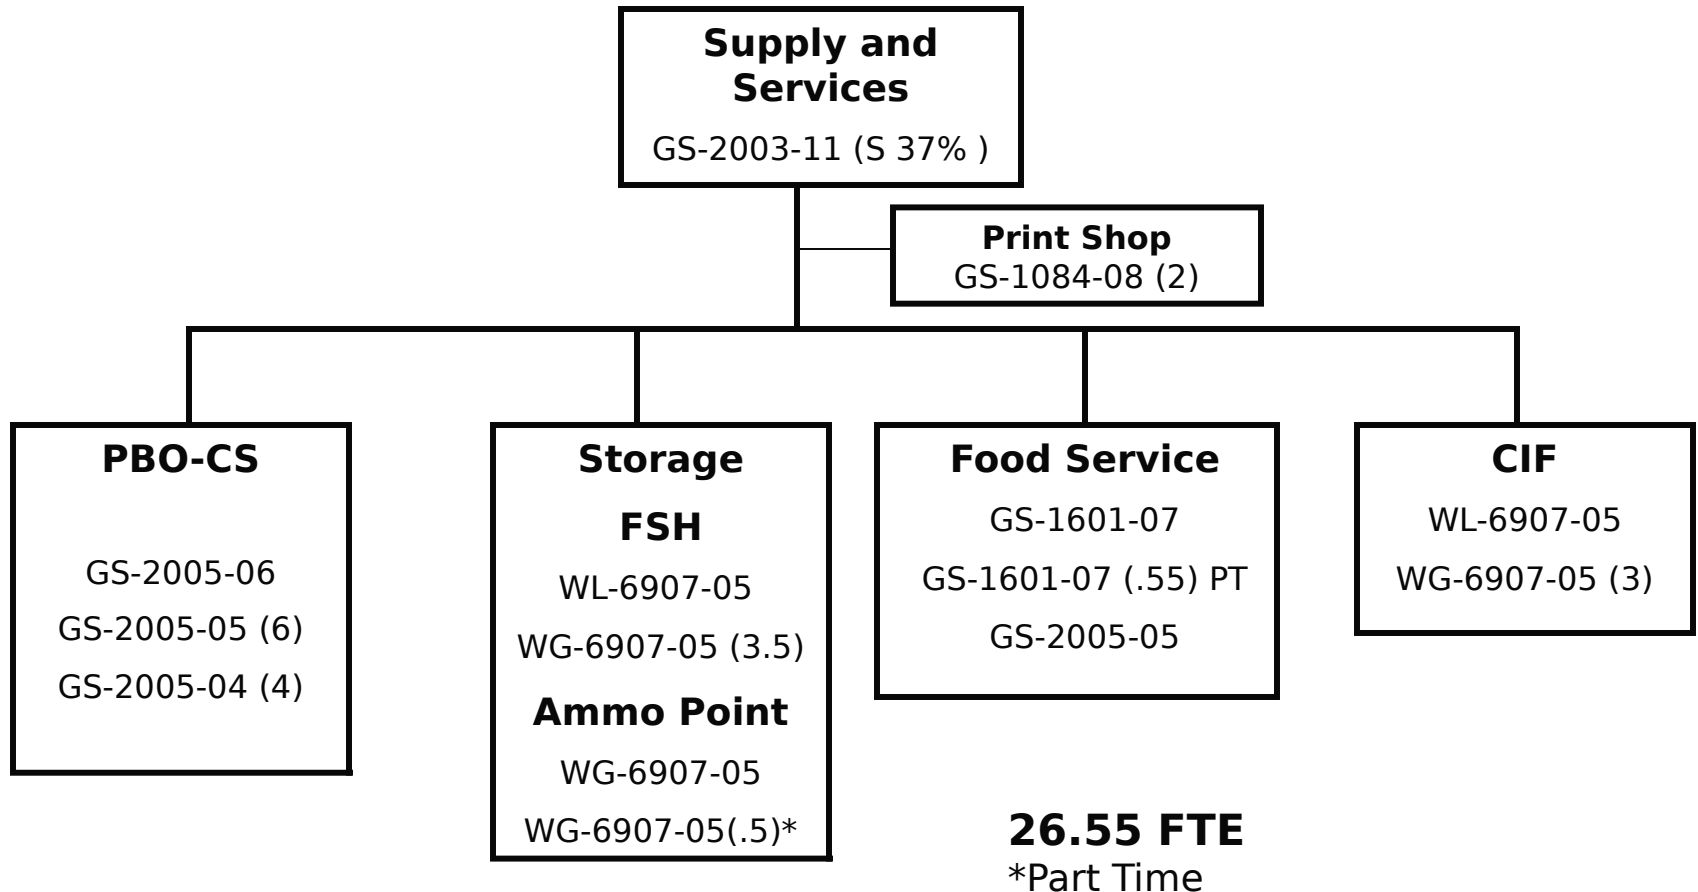 Supply and
Services
GS-2003-11 (S 37% )
Print Shop
GS-1084-08 (2)
PBO-CS
GS-2005-06
GS-2005-05 (6)
GS-2005-04 (4)
Storage
FSH
WL-6907-05
WG-6907-05 (3.5)
Ammo Point
WG-6907-05
WG-6907-05(.5)*
Food Service
GS-1601-07
GS-1601-07 (.55) PT
GS-2005-05
CIF
WL-6907-05
WG-6907-05 (3)
26.55 FTE
*Part Time